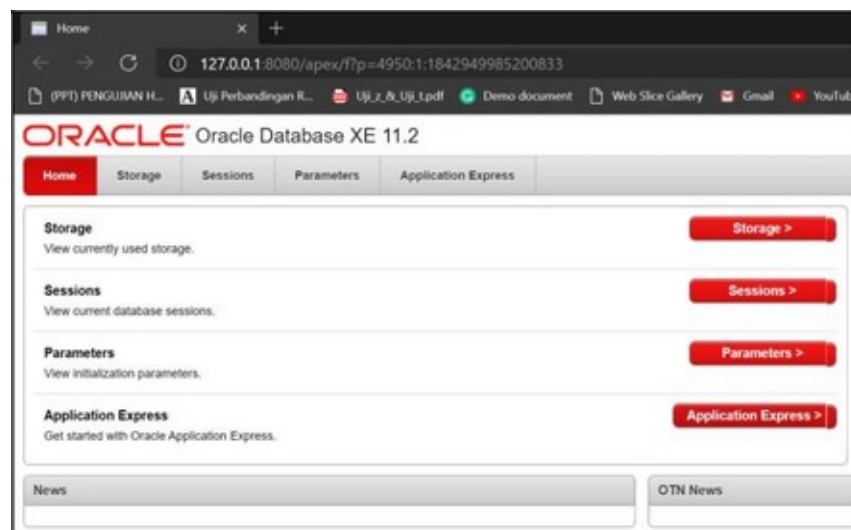 Home
127.0.0.1:8080/apex/f?p=4950:1:1842949985200833
(PPT) PENGUJIAN H... Uji Perbandingan R... Uji_z_&_Uji_t.pdf Demo document Web Slice Gallery Gmail YouTub
ORACLE Oracle Database XE 11.2
Home Storage Sessions Parameters Application Express
Storage Storage >
View currently used storage.
Sessions Sessions >
View current database sessions.
Parameters Parameters >
View initialization parameters.
Application Express Application Express >
Get started with Oracle Application Express.
News OTN News